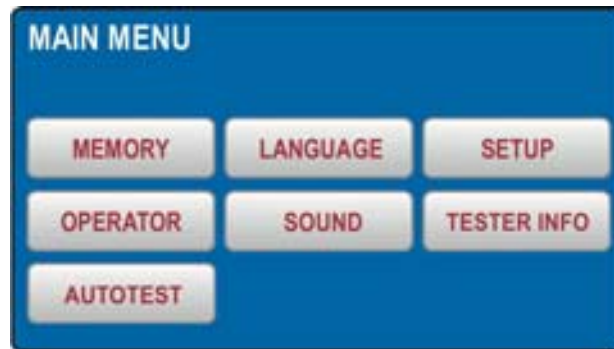 MAIN MENU
MEMORY LANGUAGE SETUP
OPERATOR SOUND TESTER INFO
AUTOTEST